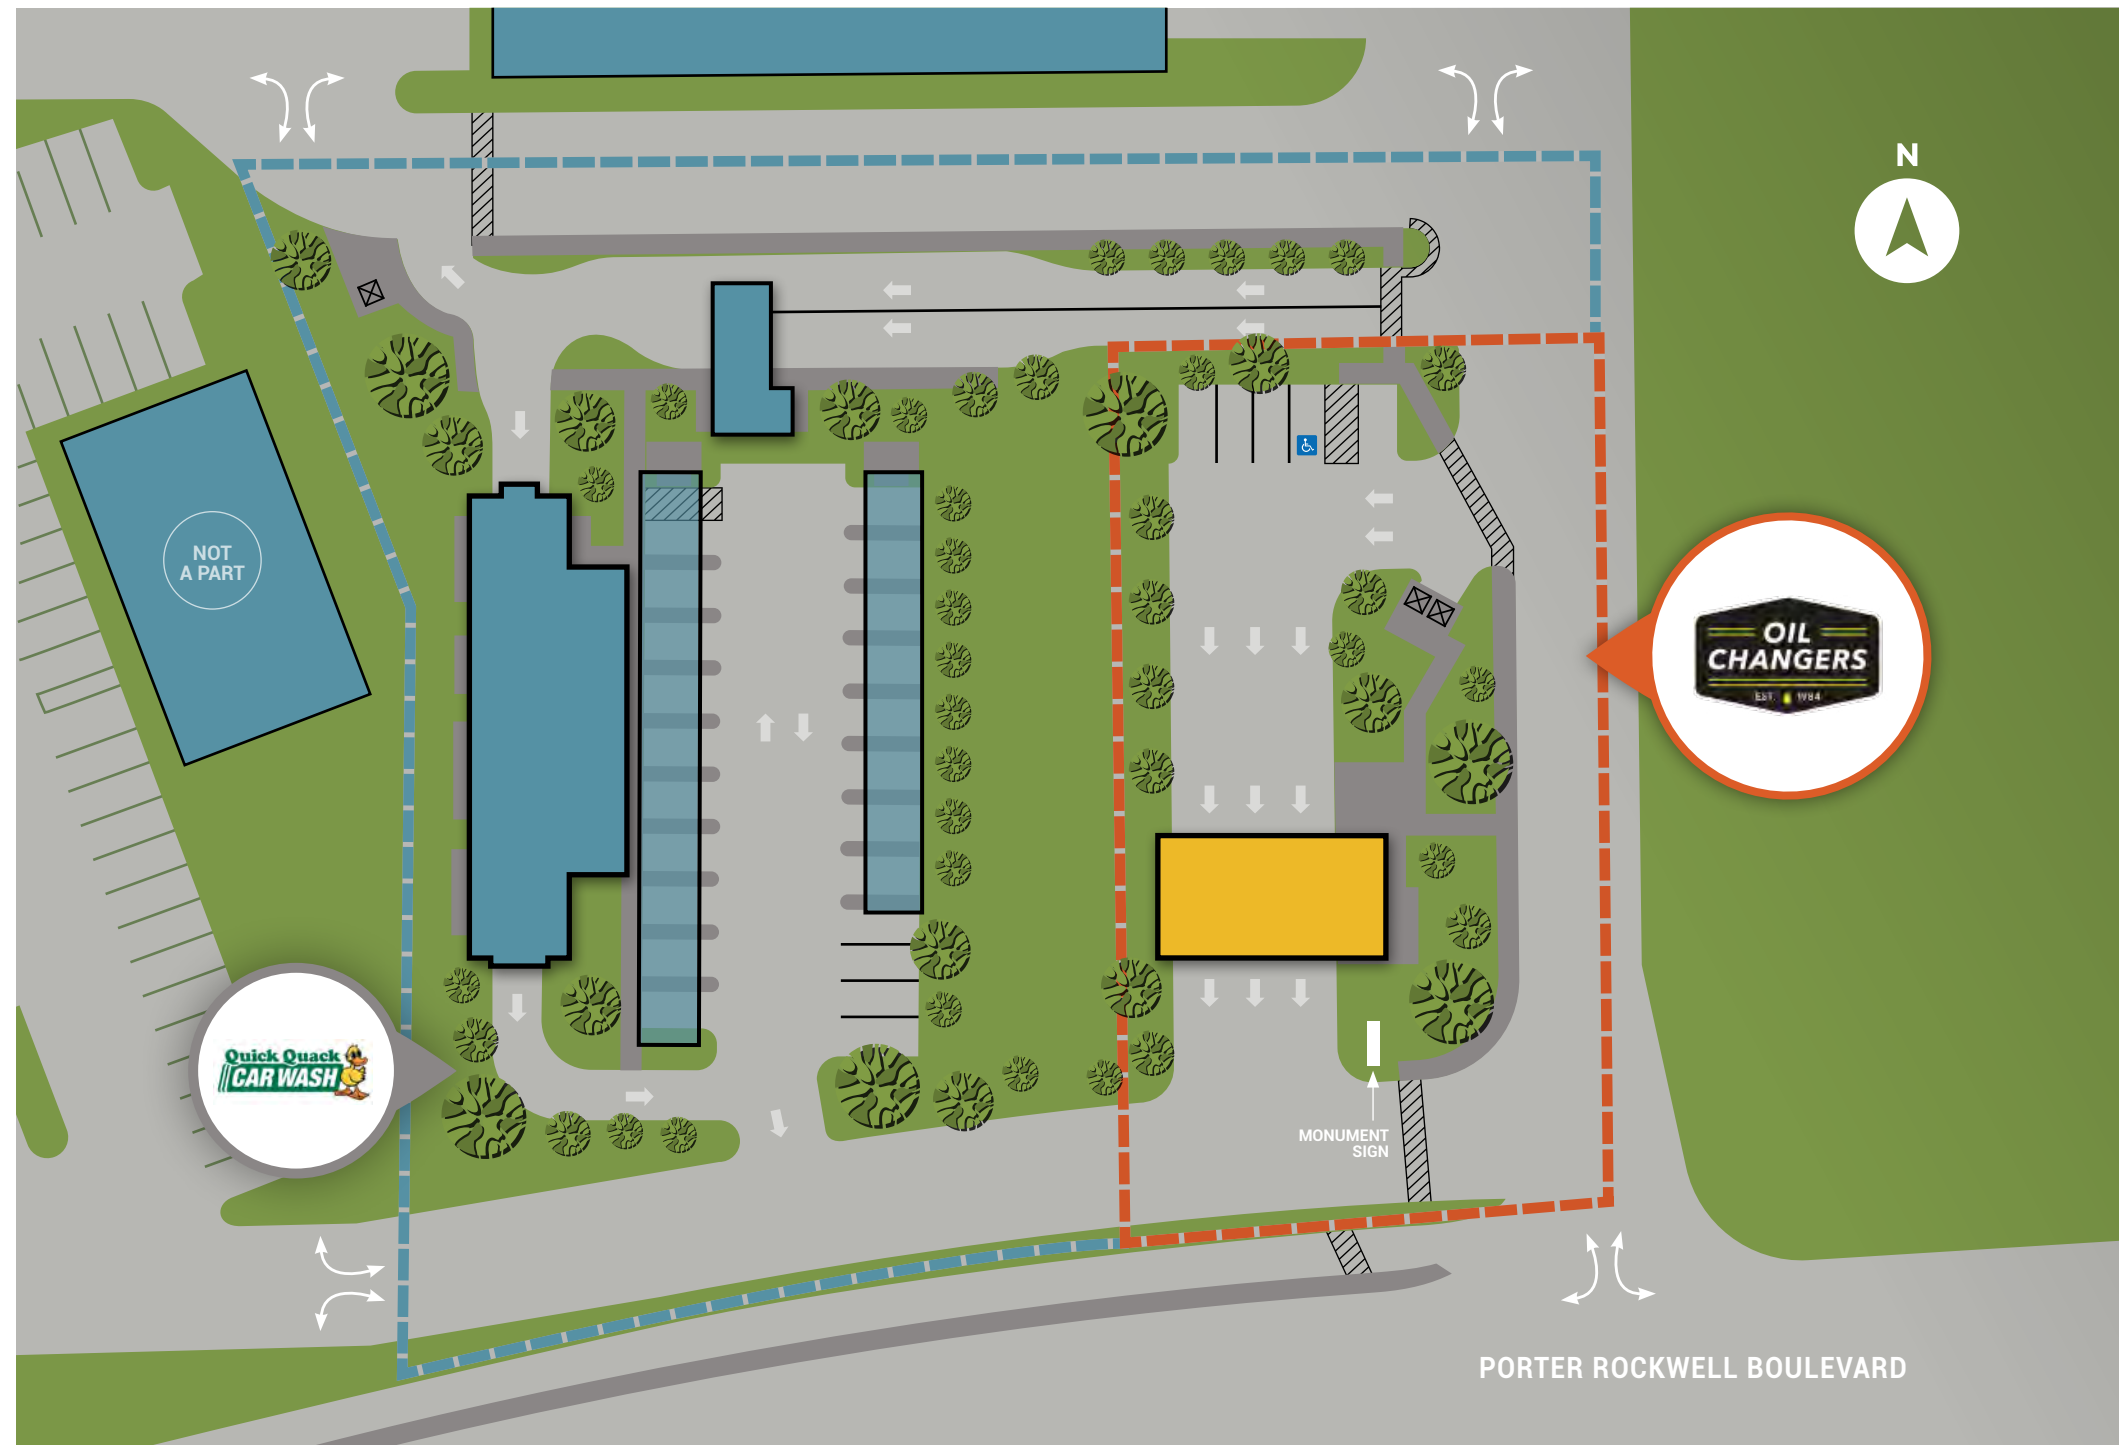 N
NOT
A PART
OIL
CHANGERS
EST. 1984
Quick Quack
CAR WASH
MONUMENT
SIGN
PORTER ROCKWELL BOULEVARD